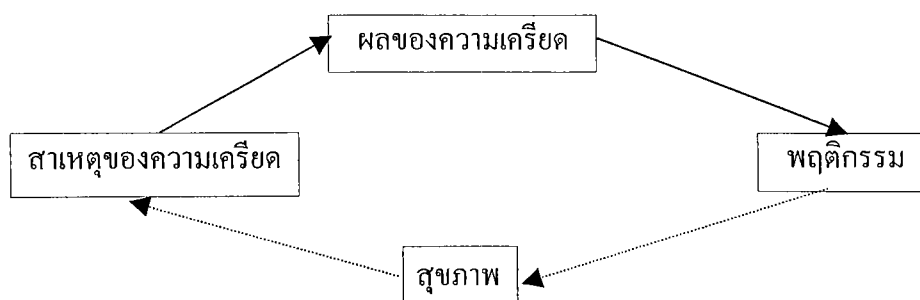 ผลของความเครียด
สาเหตุของความเครียด
พฤติกรรม
สุขภาพ